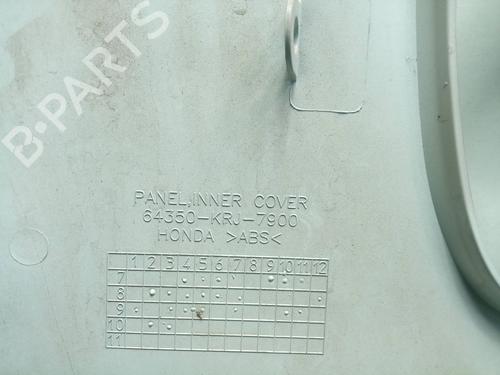 B-PARTS
PANEL,INNER COVER
64350-KRJ-7900
HONDA >ABS<
1 2 3 4 5 6 7 8 9 10 11 12
7
8
9
10
11